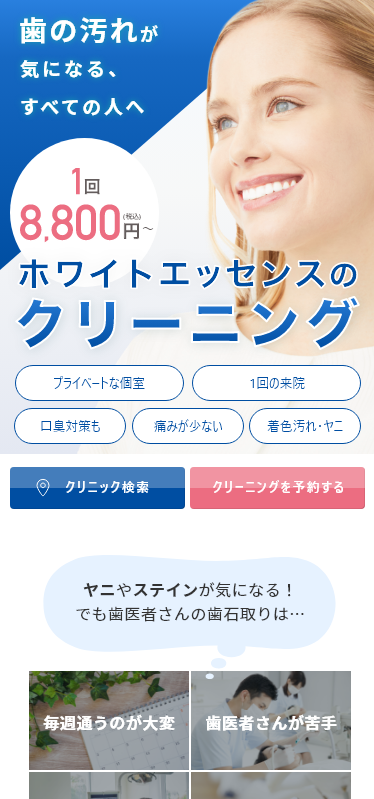 歯の汚れが
気になる、
すべての人へ
1回
8,800円～
(税込)
ホワイトエッセンスの
クリーニング
プライベートな個室
1回の来院
口臭対策も
痛みが少ない
着色汚れ・ヤニ
クリニック検索
クリーニングを予約する
ヤニやステインが気になる！
でも歯医者さんの歯石取りは…
毎週通うのが大変
歯医者さんが苦手